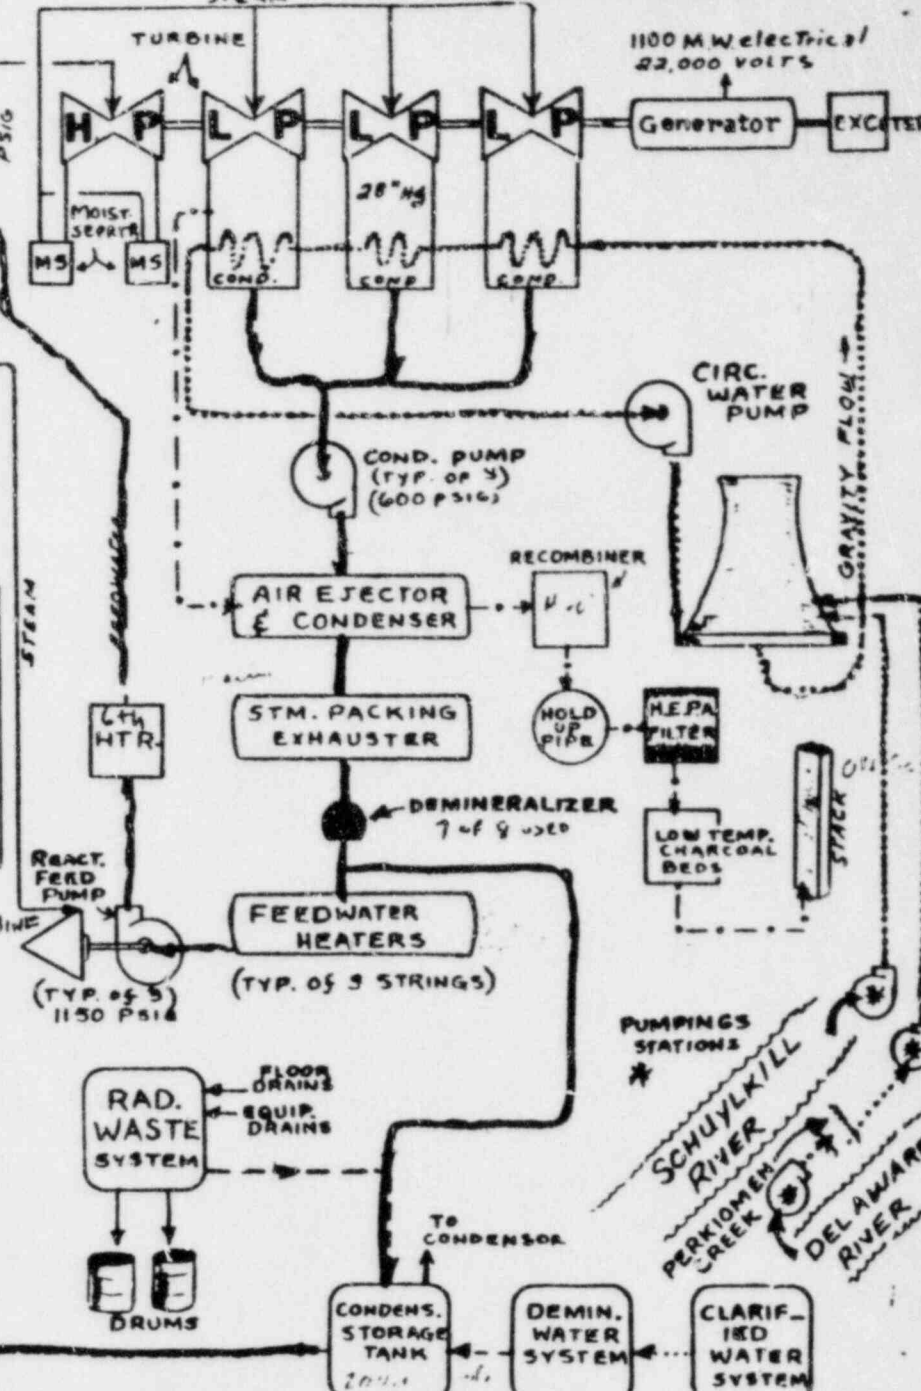 TURBINE
1100 M.W. electrical
22,000 VOLTS
PSIG
H P
L P
L P
L P
Generator
EXCITER
28" Hg
MOIST.
SEPRTR
MS
MS
COND.
COND
COND.
CIRC.
WATER
PUMP
GRAVITY FLOW
COND. PUMP
(600 PSIG)
FEEDWATER
STEAM
RECOMBINER
AIR EJECTOR
& CONDENSER
6th
HTR.
STM. PACKING
EXHAUSTER
HOLD
UP
PIPE
H.E.P.A.
FILTER
STACK
DEMINERALIZER
7 of 8 USED
LOW TEMP.
CHARCOAL
BEDS
REACT.
FEED
PUMP
FEEDWATER
HEATERS
(TYP. of 3)
1150 PSIG
(TYP. of 3 STRINGS)
PUMPINGS
STATIONS
*
SCHUYLKILL
RIVER
PERKIOMEN
CREEK
DELAWARE
RIVER
RAD.
WASTE
SYSTEM
FLOOR
DRAINS
EQUIP.
DRAINS
DRUMS
TO
CONDENSOR
CONDENS.
STORAGE
TANK
DEMIN.
WATER
SYSTEM
CLARIF-
IED
WATER
SYSTEM